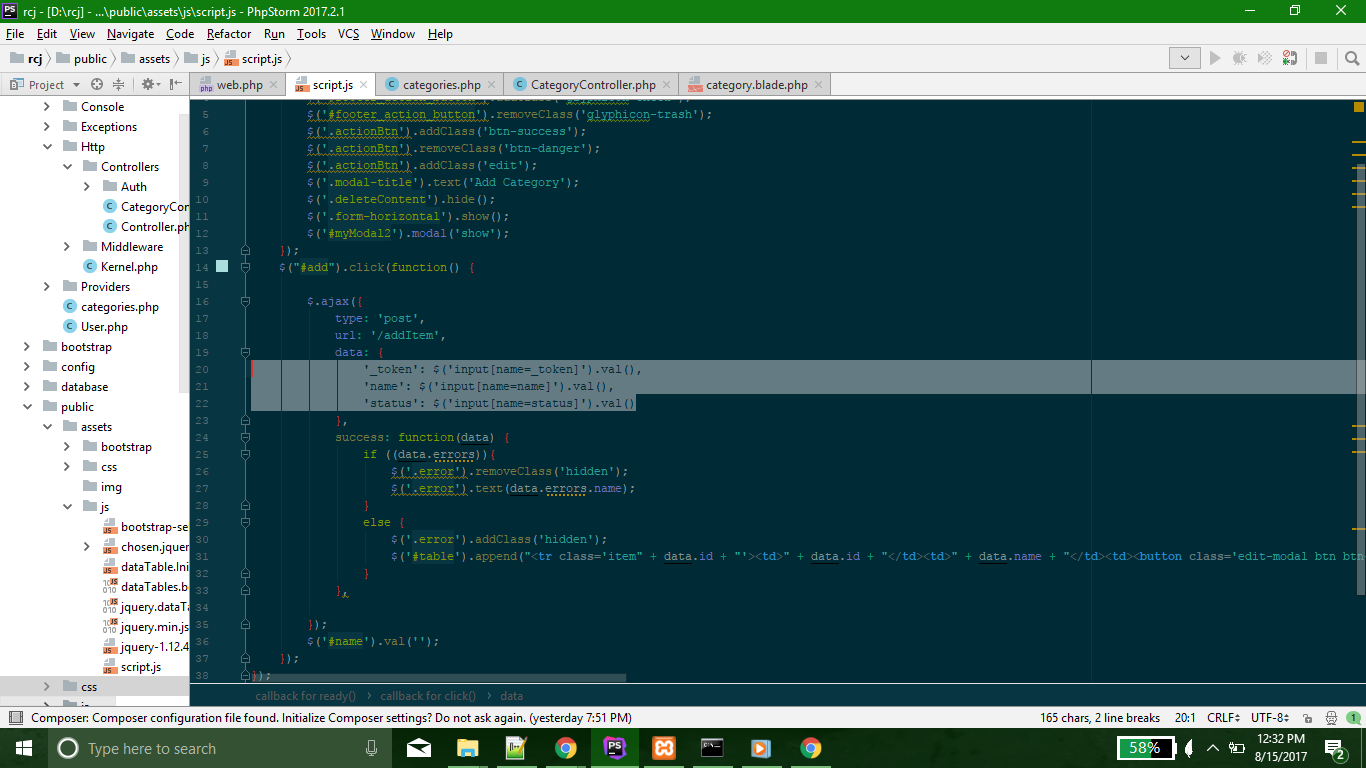 rcj - [D:\rcj] - ...\public\assets\js\script.js - PhpStorm 2017.2.1
File Edit View Navigate Code Refactor Run Tools VCS Window Help
rcj public assets js script.js
Project
web.php script.js categories.php CategoryController.php category.blade.php
Console
Exceptions
Http
Controllers
Auth
CategoryCon
Controller.ph
Middleware
Kernel.php
Providers
categories.php
User.php
bootstrap
config
database
public
assets
bootstrap
css
img
js
bootstrap-se
chosen.jquer
dataTable.Ini
dataTables.b
jquery.dataTa
jquery.min.js
jquery-1.12.4
script.js
css
5 $('#footer_action_button').removeClass('glyphicon-trash');
6 $('.actionBtn').addClass('btn-success');
7 $('.actionBtn').removeClass('btn-danger');
8 $('.actionBtn').addClass('edit');
9 $('.modal-title').text('Add Category');
10 $('.deleteContent').hide();
11 $('.form-horizontal').show();
12 $('#myModal2').modal('show');
13 });
14 $("#add").click(function() {
15
16 $.ajax({
17 type: 'post',
18 url: '/addItem',
19 data: {
20 '_token': $('input[name=_token]').val(),
21 'name': $('input[name=name]').val(),
22 'status': $('input[name=status]').val()
23 },
24 success: function(data) {
25 if ((data.errors)){
26 $('.error').removeClass('hidden');
27 $('.error').text(data.errors.name);
28 }
29 else {
30 $('.error').addClass('hidden');
31 $('#table').append("<tr class='item" + data.id + "'><td>" + data.id + "</td><td>" + data.name + "</td><td><button class='edit-modal btn btn
32 }
33 },
34
35 });
36 $('#name').val('');
37 });
38 });
callback for ready() callback for click() data
Composer: Composer configuration file found. Initialize Composer settings? Do not ask again. (yesterday 7:51 PM) 165 chars, 2 line breaks 20:1 CRLF UTF-8 1
Type here to search
58%
12:32 PM
8/15/2017
2